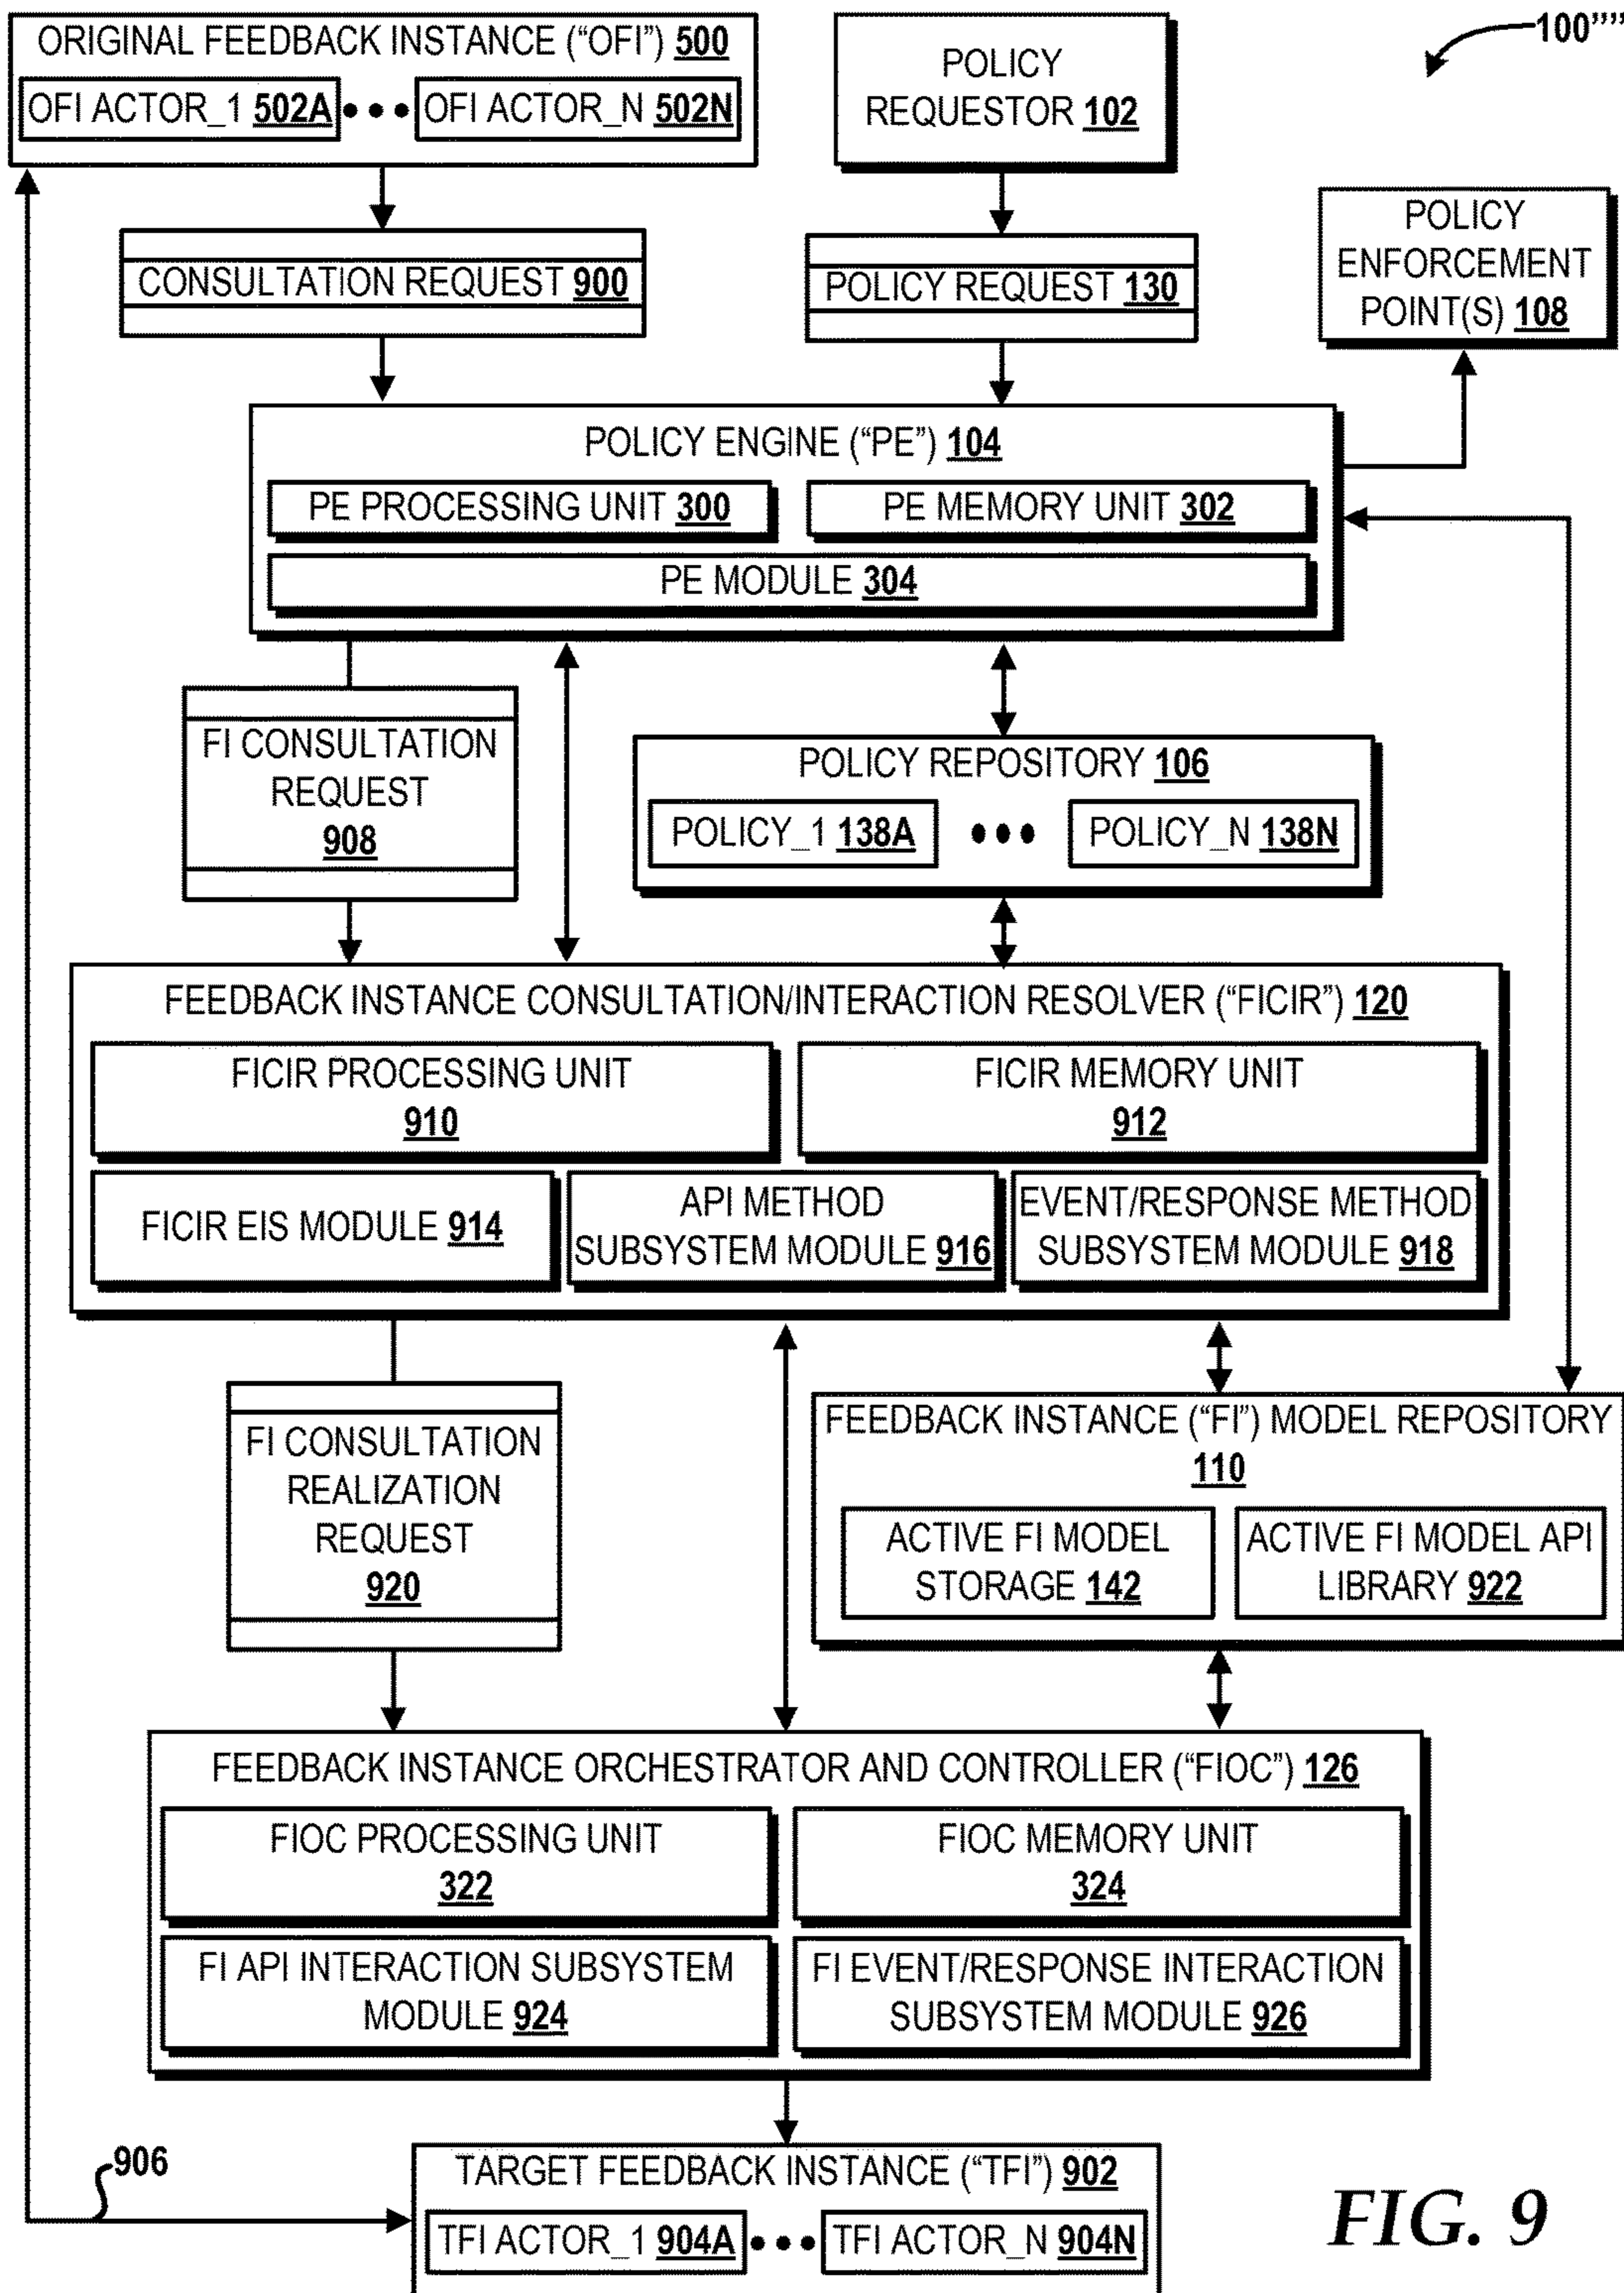 100''''
ORIGINAL FEEDBACK INSTANCE (“OFI”) 500
OFI ACTOR_1 502A ••• OFI ACTOR_N 502N
POLICY
REQUESTOR 102
POLICY
ENFORCEMENT
POINT(S) 108
CONSULTATION REQUEST 900
POLICY REQUEST 130
POLICY ENGINE (“PE”) 104
PE PROCESSING UNIT 300
PE MEMORY UNIT 302
PE MODULE 304
FI CONSULTATION
REQUEST
908
POLICY REPOSITORY 106
POLICY_1 138A ••• POLICY_N 138N
FEEDBACK INSTANCE CONSULTATION/INTERACTION RESOLVER (“FICIR”) 120
FICIR PROCESSING UNIT
910
FICIR MEMORY UNIT
912
FICIR EIS MODULE 914
API METHOD
SUBSYSTEM MODULE 916
EVENT/RESPONSE METHOD
SUBSYSTEM MODULE 918
FI CONSULTATION
REALIZATION
REQUEST
920
FEEDBACK INSTANCE (“FI”) MODEL REPOSITORY
110
ACTIVE FI MODEL
STORAGE 142
ACTIVE FI MODEL API
LIBRARY 922
FEEDBACK INSTANCE ORCHESTRATOR AND CONTROLLER (“FIOC”) 126
FIOC PROCESSING UNIT
322
FIOC MEMORY UNIT
324
FI API INTERACTION SUBSYSTEM
MODULE 924
FI EVENT/RESPONSE INTERACTION
SUBSYSTEM MODULE 926
906
TARGET FEEDBACK INSTANCE (“TFI”) 902
TFI ACTOR_1 904A ••• TFI ACTOR_N 904N
FIG. 9